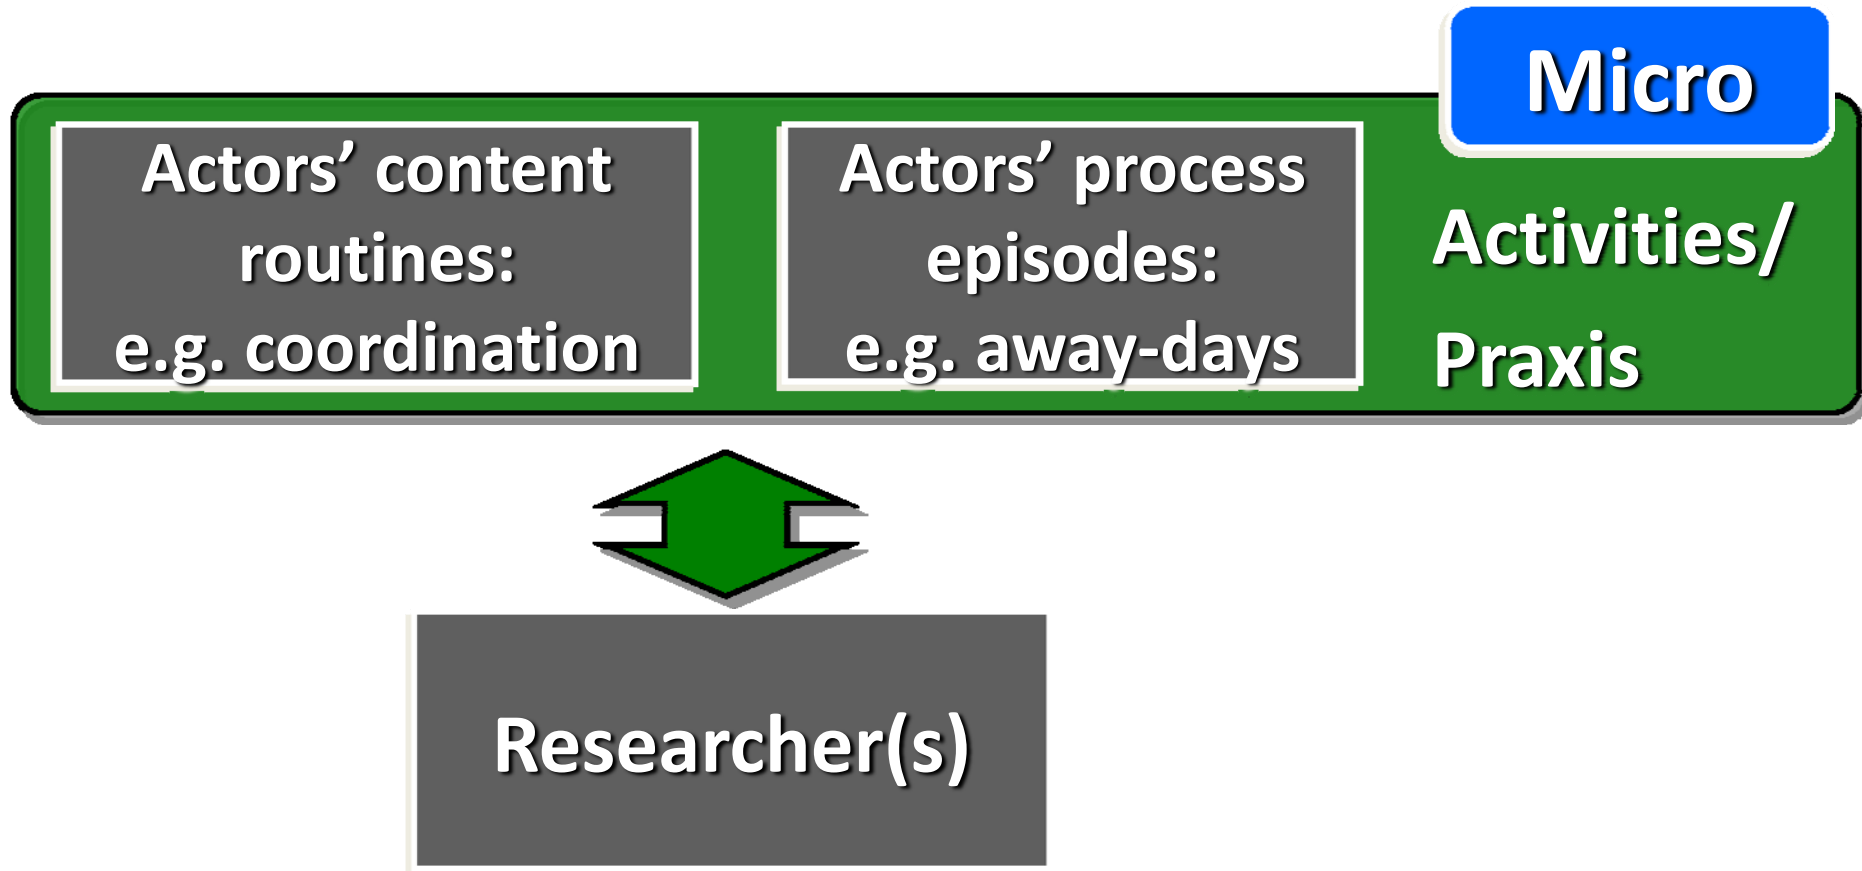 Micro
Actors’ content
routines:
e.g. coordination
Actors’ process
episodes:
e.g. away-days
Activities/
Praxis
Researcher(s)